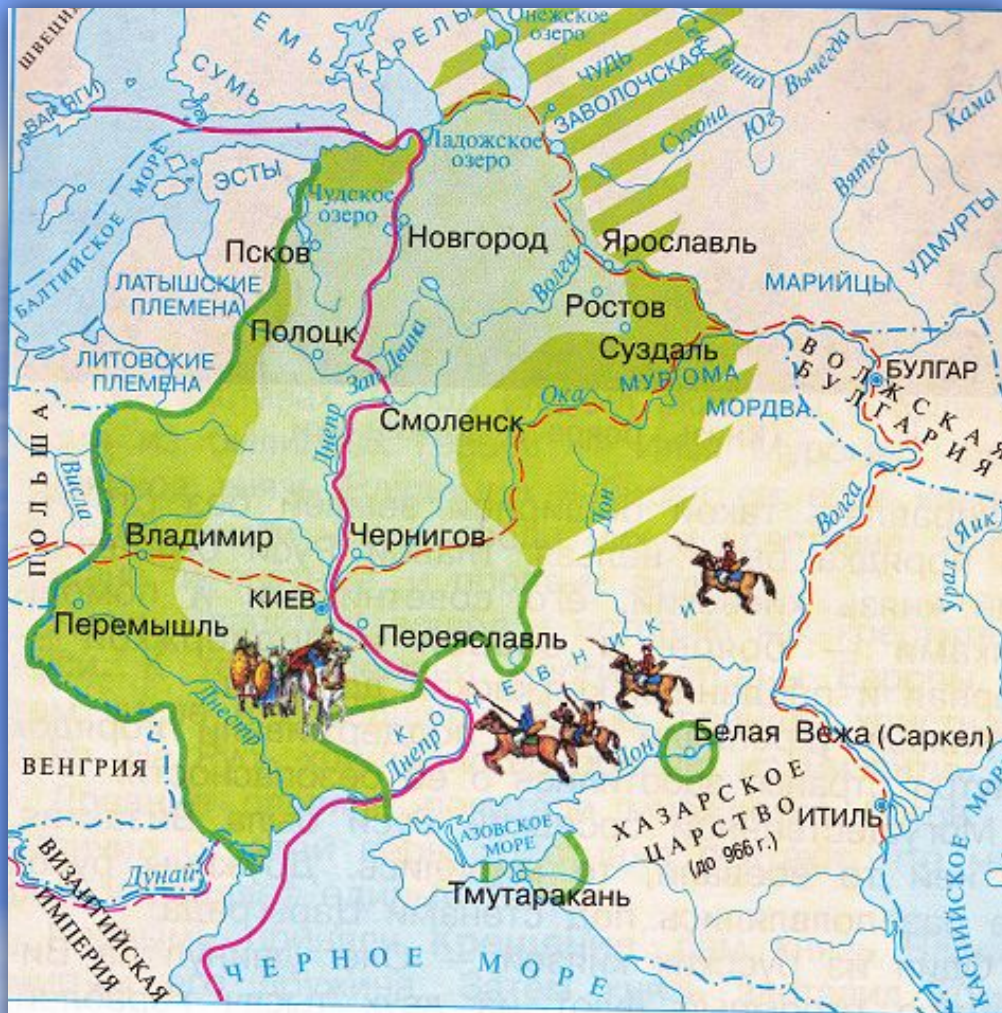 ШВЕЦИЯ
ЕМЬ
КАРЕЛЫ
Онежское
озеро
СУМЬ
ЧУДЬ
ЗАВОЛОЧСКАЯ
Сев. Двина
Вычегда
Кама
ВАРЯГИ
Ладожское
озеро
Сухона
Юг
Вятка
БАЛТИЙСКОЕ МОРЕ
ЭСТЫ
Чудское
озеро
Псков
Новгород
Ярославль
УДМУРТЫ
МАРИЙЦЫ
ЛАТЫШСКИЕ
ПЛЕМЕНА
Волга
Ростов
Полоцк
Зап. Двина
Суздаль
ЛИТОВСКИЕ
ПЛЕМЕНА
МУРОМА
ВОЛЖСКАЯ
БУЛГАРИЯ
БУЛГАР
Ока
МОРДВА
Смоленск
Днепр
ПОЛЬША
Висла
Дон
Волга
Урал (Яик)
Владимир
Чернигов
КИЕВ
Перемышль
Переяславль
КОЧЕВНИКИ
Днестр
Днепр
Дон
Белая Вежа (Саркел)
ВЕНГРИЯ
ХАЗАРСКОЕ
ЦАРСТВО
(до 966 г.)
ИТИЛЬ
АЗОВСКОЕ
МОРЕ
Тмутаракань
Дунай
ВИЗАНТИЙСКАЯ
ИМПЕРИЯ
ЧЕРНОЕ МОРЕ
КАСПИЙСКОЕ МОРЕ